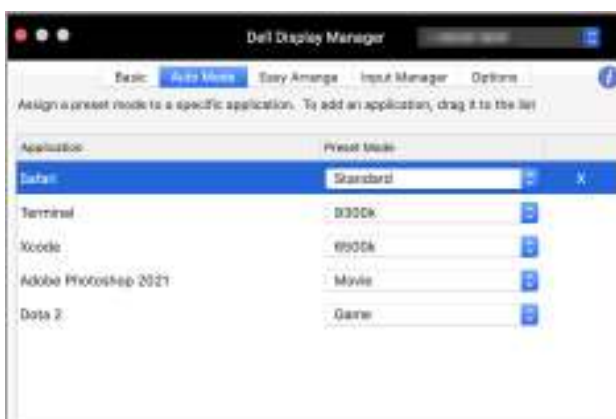 Dell Display Manager
Basic Auto Mode Easy Arrange Input Manager Options
Assign a preset mode to a specific application. To add an application, drag it to the list
Application Preset Mode
Safari Standard X
Terminal 9300k
Xcode 6500k
Adobe Photoshop 2021 Movie
Dota 2 Game